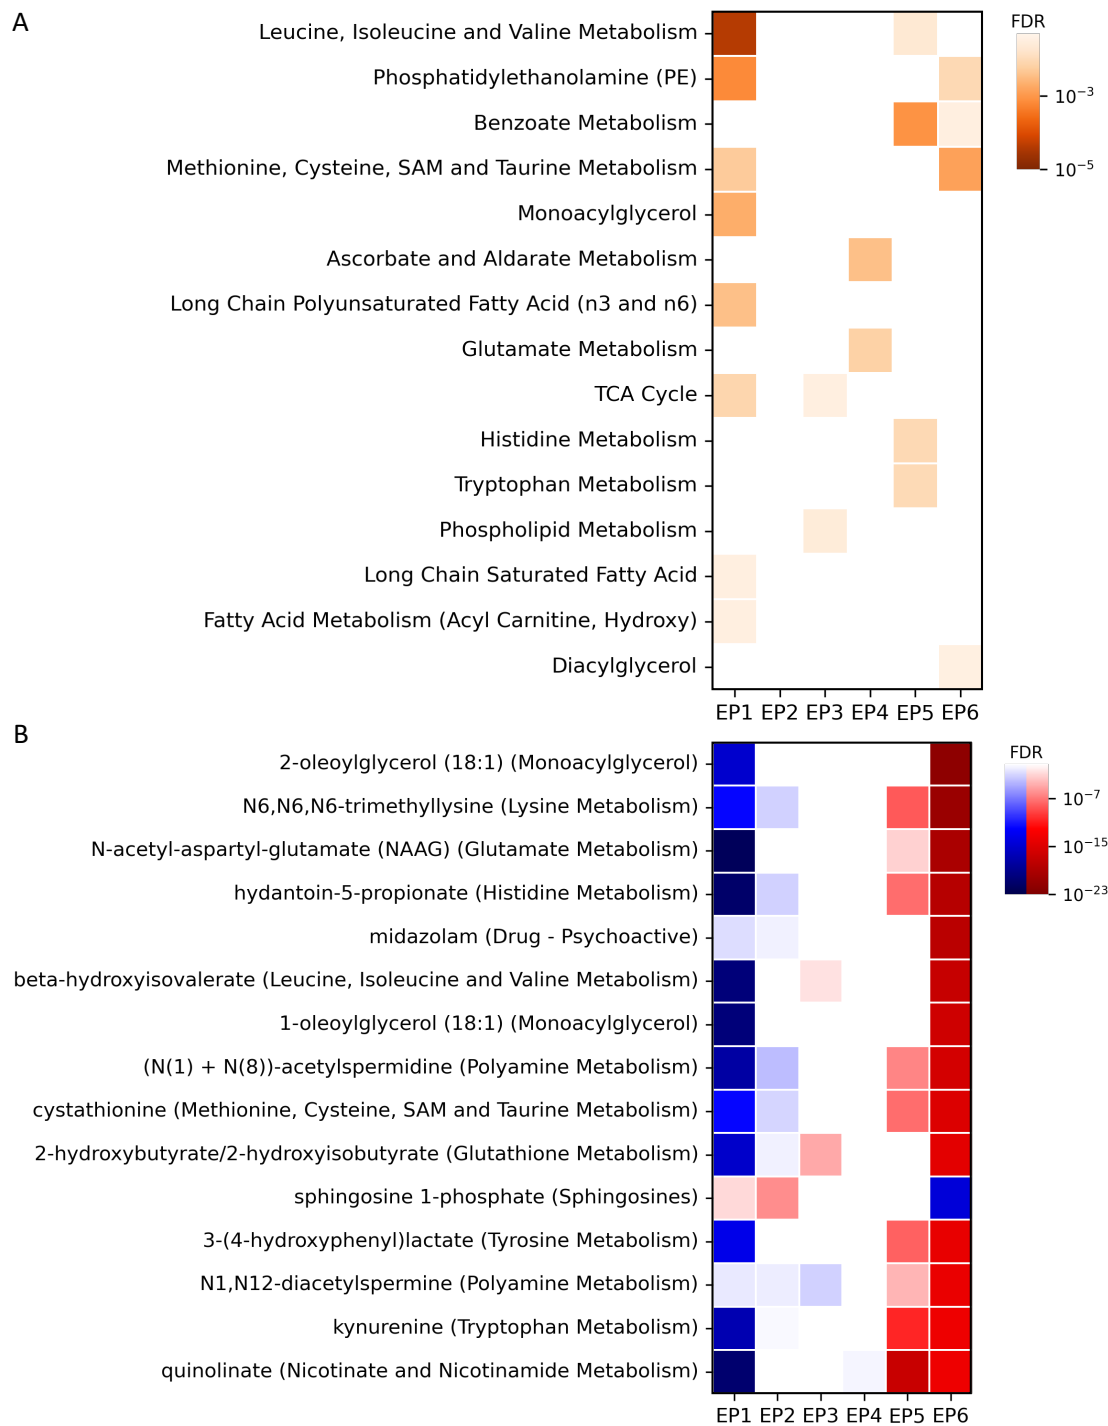 A
FDR
Leucine, Isoleucine and Valine Metabolism
Phosphatidylethanolamine (PE)
10⁻³
Benzoate Metabolism
Methionine, Cysteine, SAM and Taurine Metabolism
10⁻⁵
Monoacylglycerol
Ascorbate and Aldarate Metabolism
Long Chain Polyunsaturated Fatty Acid (n3 and n6)
Glutamate Metabolism
TCA Cycle
Histidine Metabolism
Tryptophan Metabolism
Phospholipid Metabolism
Long Chain Saturated Fatty Acid
Fatty Acid Metabolism (Acyl Carnitine, Hydroxy)
Diacylglycerol
EP1 EP2 EP3 EP4 EP5 EP6
B
FDR
2-oleoylglycerol (18:1) (Monoacylglycerol)
10⁻⁷
N6,N6,N6-trimethyllysine (Lysine Metabolism)
10⁻¹⁵
N-acetyl-aspartyl-glutamate (NAAG) (Glutamate Metabolism)
10⁻²³
hydantoin-5-propionate (Histidine Metabolism)
midazolam (Drug - Psychoactive)
beta-hydroxyisovalerate (Leucine, Isoleucine and Valine Metabolism)
1-oleoylglycerol (18:1) (Monoacylglycerol)
(N(1) + N(8))-acetylspermidine (Polyamine Metabolism)
cystathionine (Methionine, Cysteine, SAM and Taurine Metabolism)
2-hydroxybutyrate/2-hydroxyisobutyrate (Glutathione Metabolism)
sphingosine 1-phosphate (Sphingosines)
3-(4-hydroxyphenyl)lactate (Tyrosine Metabolism)
N1,N12-diacetylspermine (Polyamine Metabolism)
kynurenine (Tryptophan Metabolism)
quinolinate (Nicotinate and Nicotinamide Metabolism)
EP1 EP2 EP3 EP4 EP5 EP6